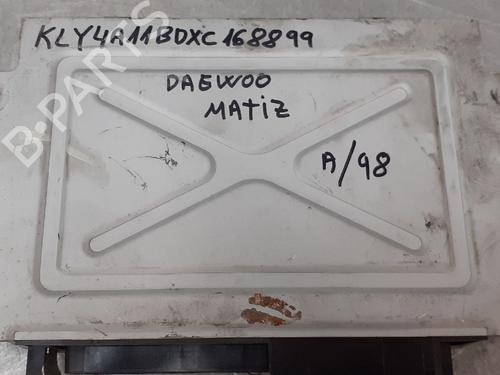 KLY4A11BDXC168899
DAEWOO
MATiZ
A/98
B-PARTS